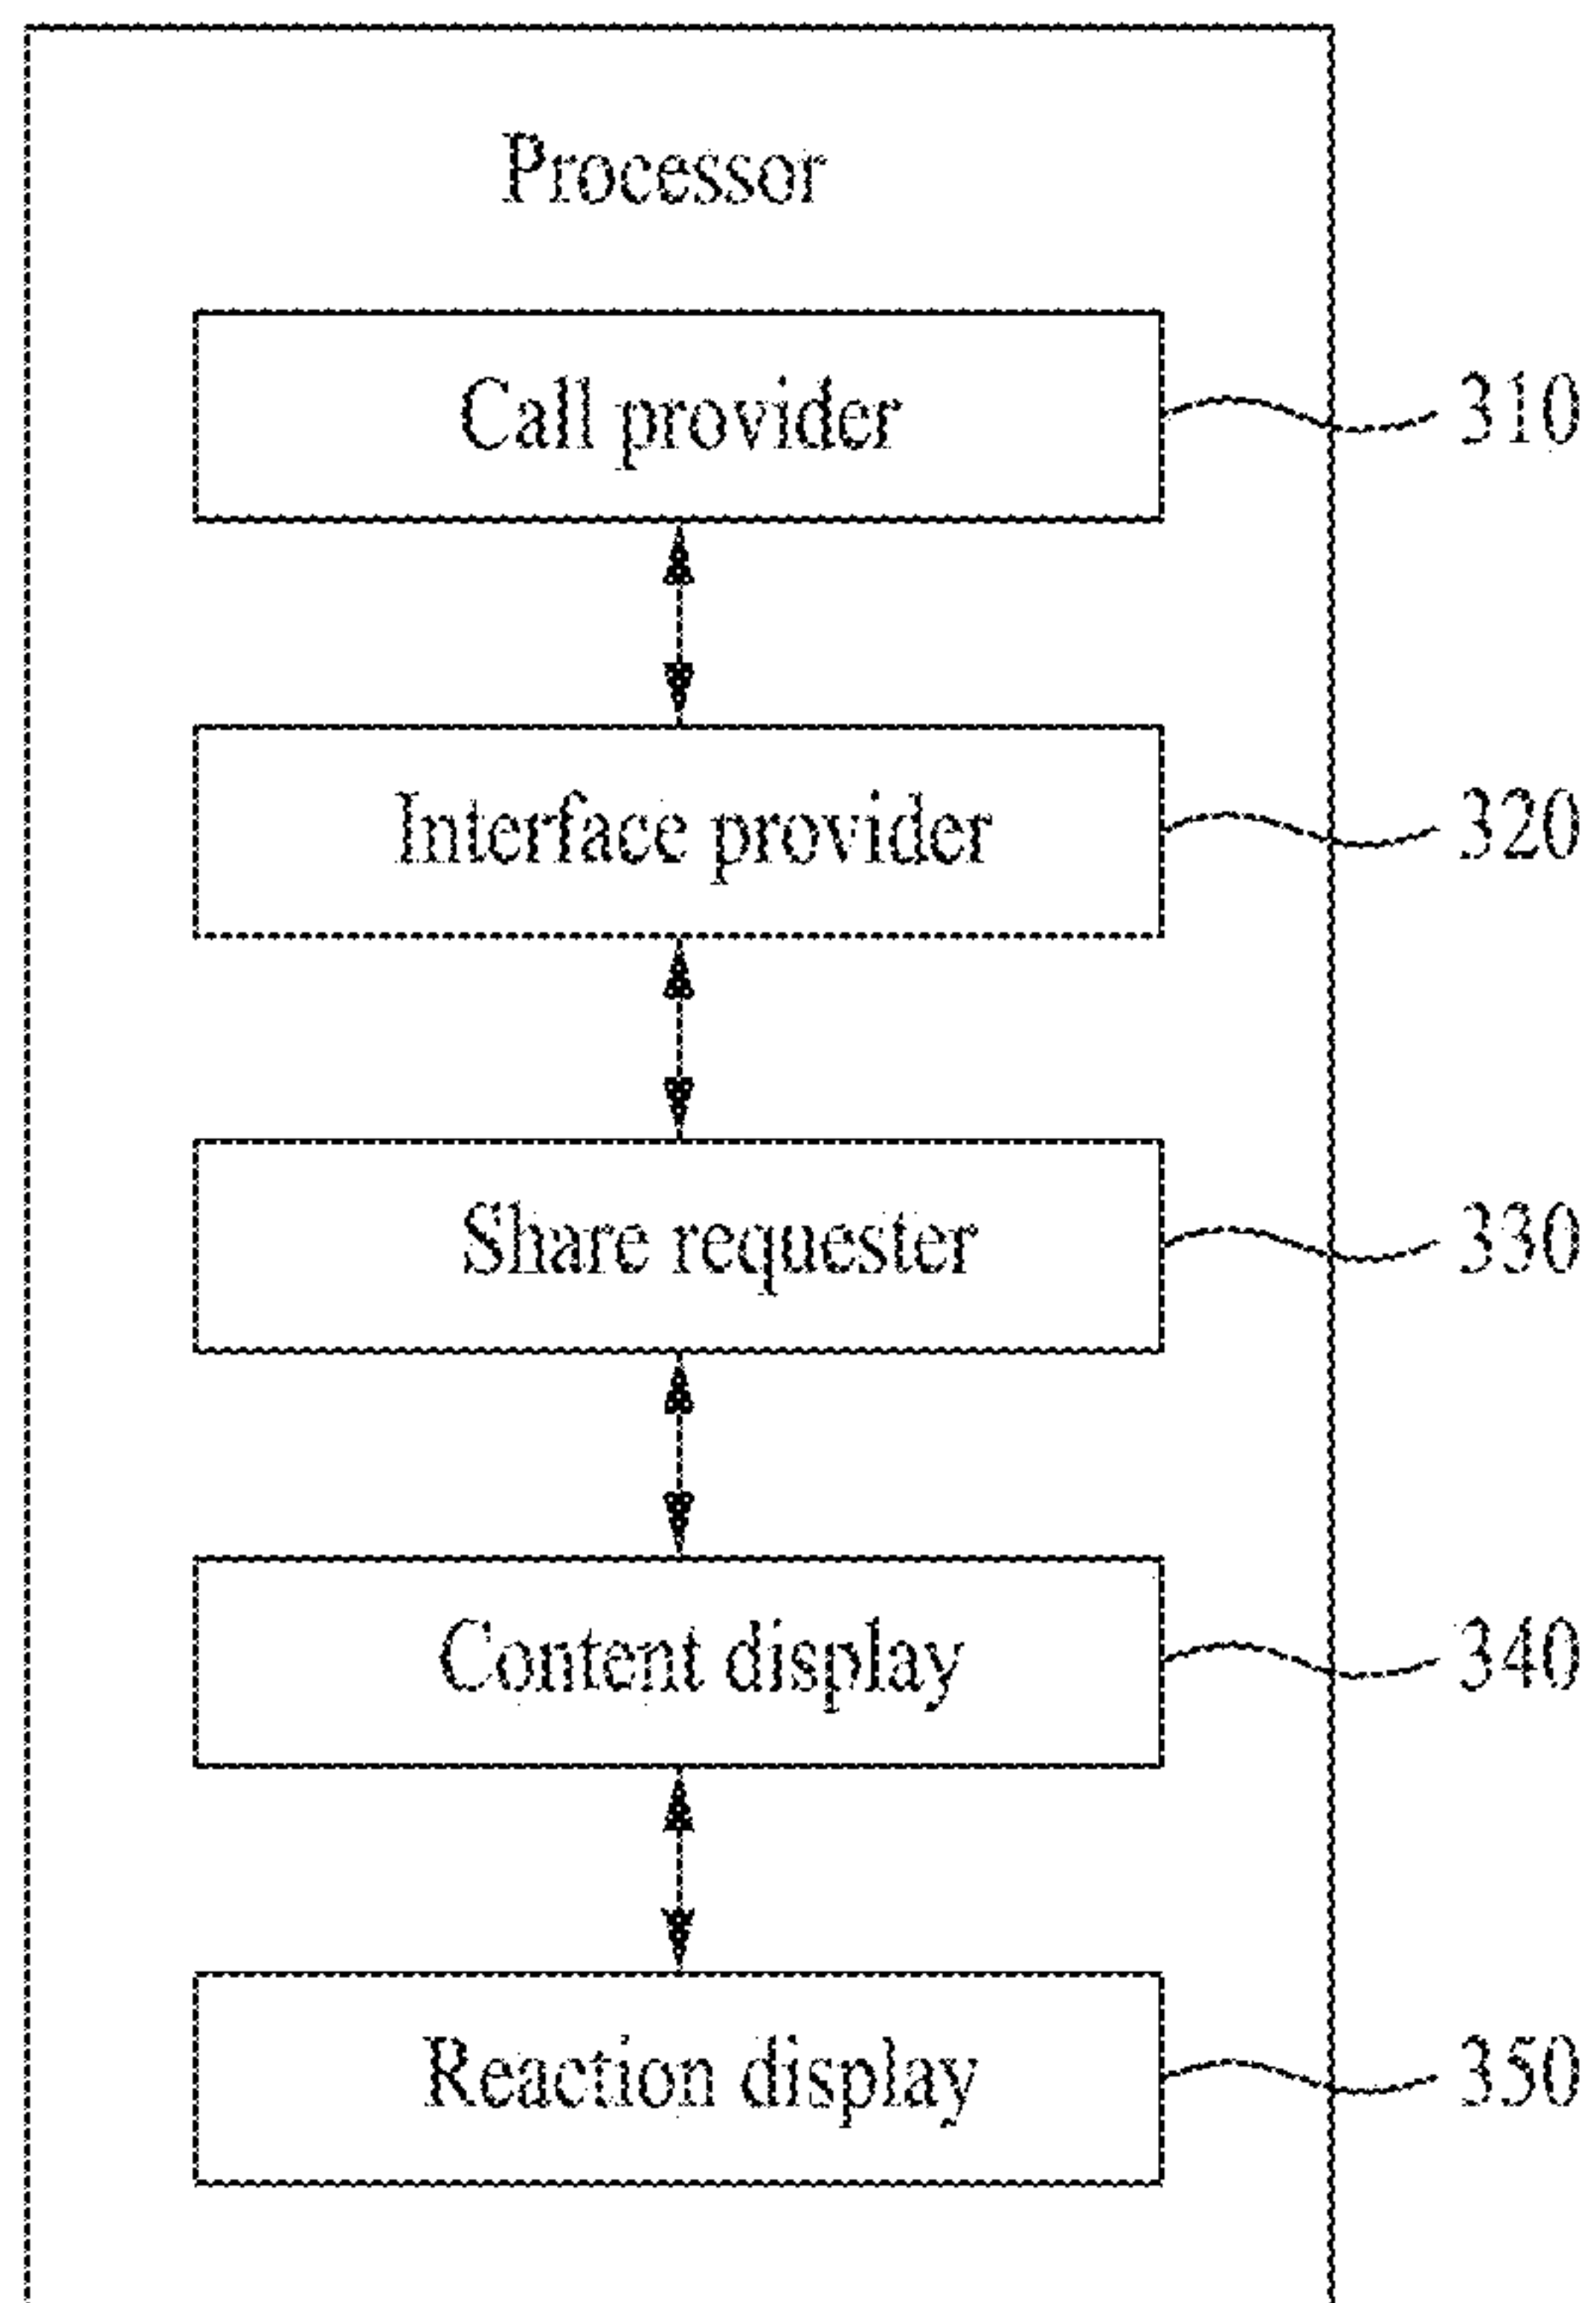 Processor
Call provider 310
Interface provider 320
Share requester 330
Content display 340
Reaction display 350